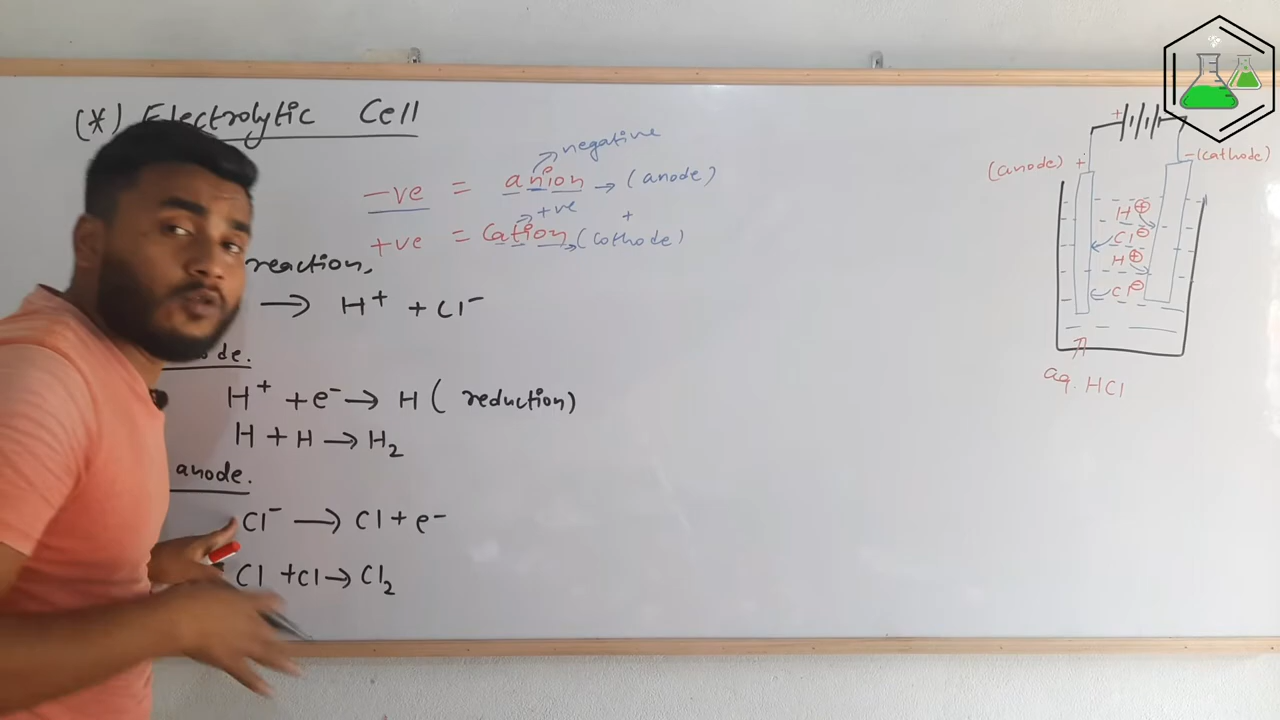 (*) Electrolytic Cell
negative
-ve = anion → (anode)
+ve +
+ve = Cation → (cothode)
reaction,
→ H⁺ + Cl⁻
ode.
H⁺ + e⁻ → H ( reduction)
H + H → H₂
anode.
Cl⁻ → Cl + e⁻
Cl + Cl → Cl₂
+
(anode) + - (cathode)
H⊕
Cl⊖
H⊕
Cl⊖
aq. HCl